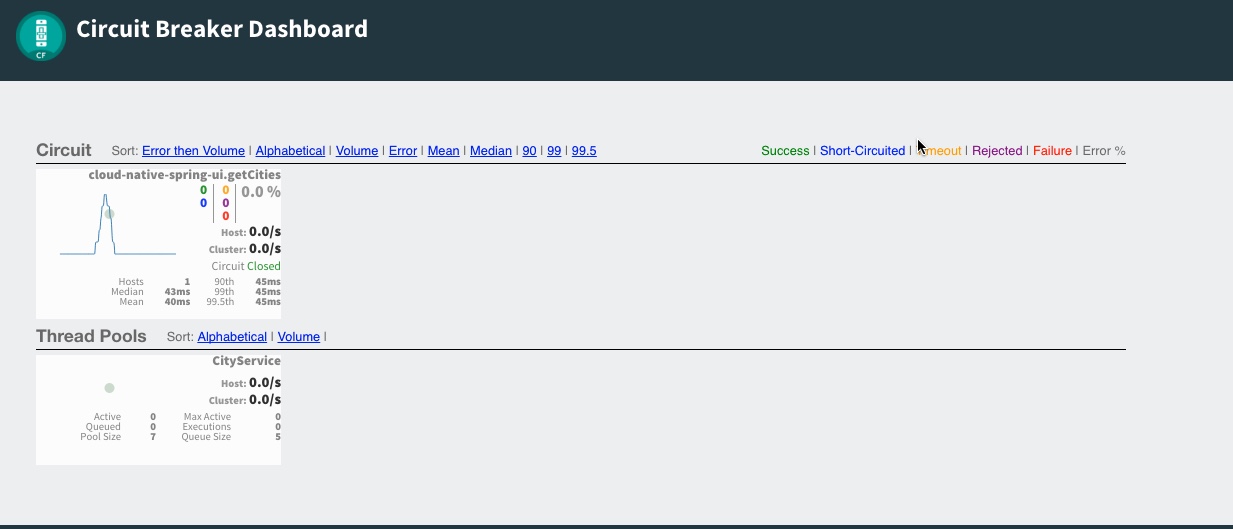 CF
Circuit Breaker Dashboard
Circuit Sort: Error then Volume | Alphabetical | Volume | Error | Mean | Median | 90 | 99 | 99.5
Success | Short-Circuited | | Rejected | Failure | Error %
cloud-native-spring-ui.getCities
0 0 0.0 %
0 0
0
Host: 0.0/s
Cluster: 0.0/s
Circuit Closed
Hosts 1 90th 45ms
Median 43ms 99th 45ms
Mean 40ms 99.5th 45ms
Thread Pools Sort: Alphabetical | Volume |
CityService
Host: 0.0/s
Cluster: 0.0/s
Active 0 Max Active 0
Queued 0 Executions 0
Pool Size 7 Queue Size 5